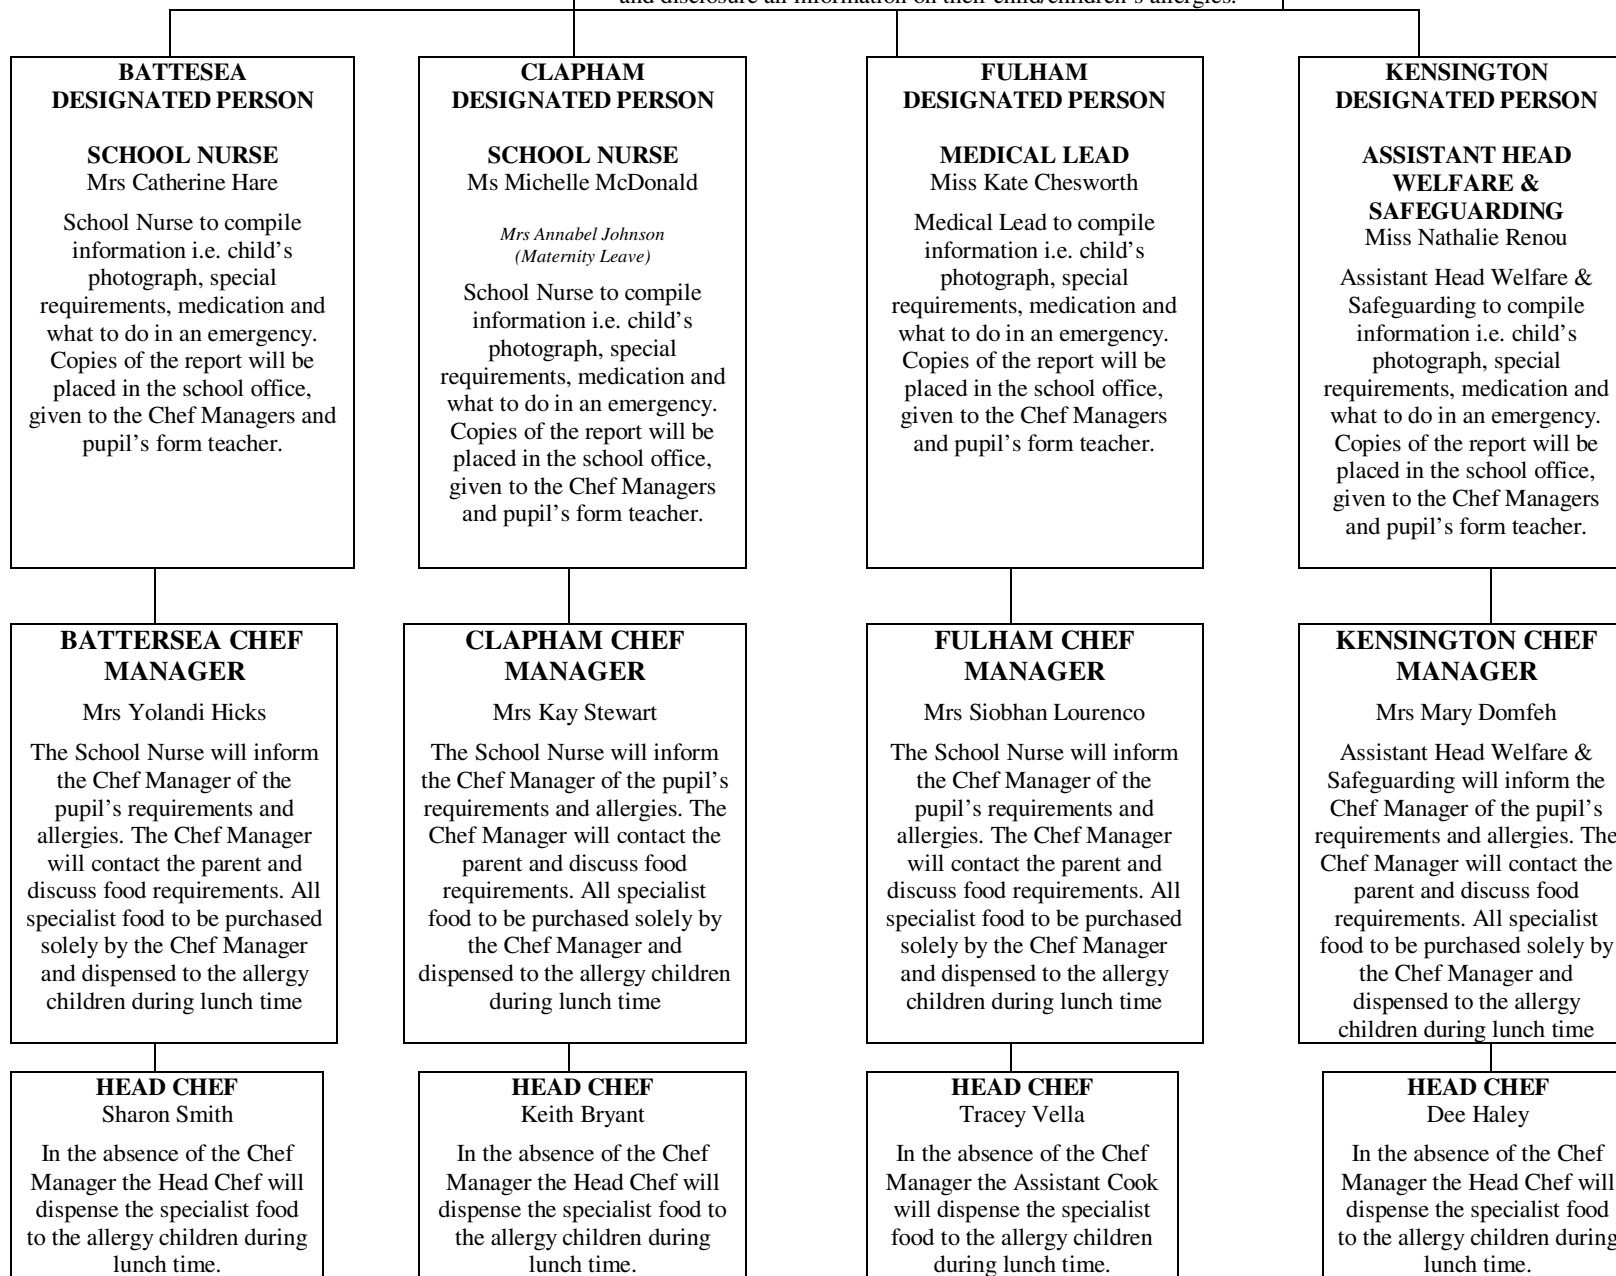 and disclosure all information on their child/children's allergies.
BATTESEA
DESIGNATED PERSON
SCHOOL NURSE
Mrs Catherine Hare
School Nurse to compile
information i.e. child's
photograph, special
requirements, medication and
what to do in an emergency.
Copies of the report will be
placed in the school office,
given to the Chef Managers and
pupil's form teacher.
CLAPHAM
DESIGNATED PERSON
SCHOOL NURSE
Ms Michelle McDonald
Mrs Annabel Johnson
(Maternity Leave)
School Nurse to compile
information i.e. child's
photograph, special
requirements, medication and
what to do in an emergency.
Copies of the report will be
placed in the school office,
given to the Chef Managers
and pupil's form teacher.
FULHAM
DESIGNATED PERSON
MEDICAL LEAD
Miss Kate Chesworth
Medical Lead to compile
information i.e. child's
photograph, special
requirements, medication and
what to do in an emergency.
Copies of the report will be
placed in the school office,
given to the Chef Managers
and pupil's form teacher.
KENSINGTON
DESIGNATED PERSON
ASSISTANT HEAD
WELFARE &
SAFEGUARDING
Miss Nathalie Renou
Assistant Head Welfare &
Safeguarding to compile
information i.e. child's
photograph, special
requirements, medication and
what to do in an emergency.
Copies of the report will be
placed in the school office,
given to the Chef Managers
and pupil's form teacher.
BATTERSEA CHEF
MANAGER
Mrs Yolandi Hicks
The School Nurse will inform
the Chef Manager of the
pupil's requirements and
allergies. The Chef Manager
will contact the parent and
discuss food requirements. All
specialist food to be purchased
solely by the Chef Manager
and dispensed to the allergy
children during lunch time
CLAPHAM CHEF
MANAGER
Mrs Kay Stewart
The School Nurse will inform
the Chef Manager of the pupil's
requirements and allergies. The
Chef Manager will contact the
parent and discuss food
requirements. All specialist
food to be purchased solely by
the Chef Manager and
dispensed to the allergy children
during lunch time
FULHAM CHEF
MANAGER
Mrs Siobhan Lourenco
The School Nurse will inform
the Chef Manager of the
pupil's requirements and
allergies. The Chef Manager
will contact the parent and
discuss food requirements. All
specialist food to be purchased
solely by the Chef Manager
and dispensed to the allergy
children during lunch time
KENSINGTON CHEF
MANAGER
Mrs Mary Domfeh
Assistant Head Welfare &
Safeguarding will inform the
Chef Manager of the pupil's
requirements and allergies. The
Chef Manager will contact the
parent and discuss food
requirements. All specialist
food to be purchased solely by
the Chef Manager and
dispensed to the allergy
children during lunch time
HEAD CHEF
Sharon Smith
In the absence of the Chef
Manager the Head Chef will
dispense the specialist food
to the allergy children during
lunch time.
HEAD CHEF
Keith Bryant
In the absence of the Chef
Manager the Head Chef will
dispense the specialist food to
the allergy children during
lunch time.
HEAD CHEF
Tracey Vella
In the absence of the Chef
Manager the Assistant Cook
will dispense the specialist
food to the allergy children
during lunch time.
HEAD CHEF
Dee Haley
In the absence of the Chef
Manager the Head Chef will
dispense the specialist food
to the allergy children during
lunch time.